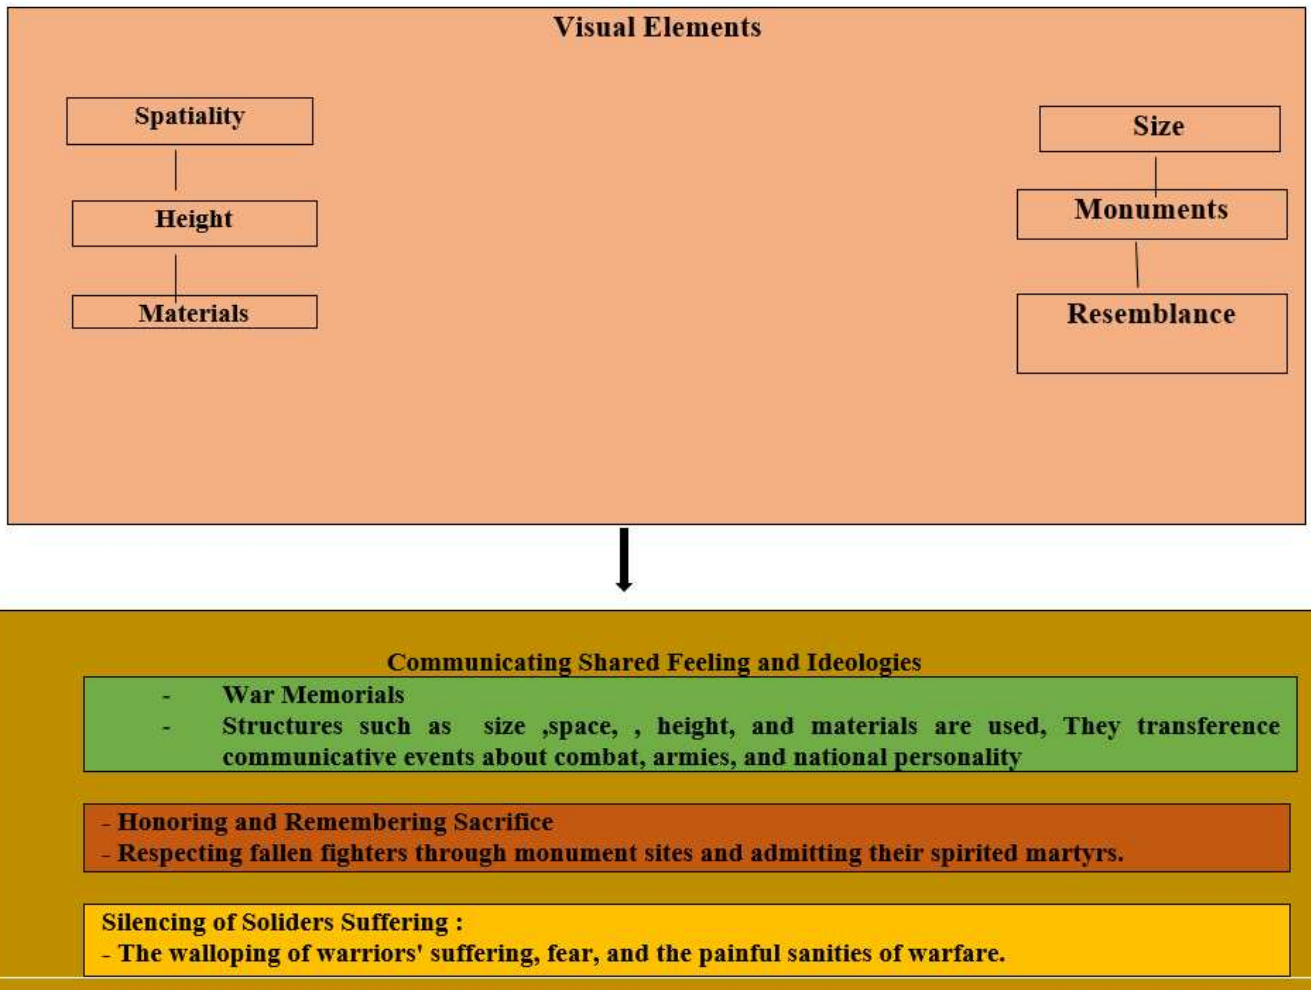 Visual Elements
Spatiality
Height
Materials
Size
Monuments
Resemblance
Communicating Shared Feeling and Ideologies
- War Memorials
- Structures such as size ,space, , height, and materials are used, They transference
communicative events about combat, armies, and national personality
- Honoring and Remembering Sacrifice
- Respecting fallen fighters through monument sites and admitting their spirited martyrs.
Silencing of Soliders Suffering :
- The walloping of warriors' suffering, fear, and the painful sanities of warfare.